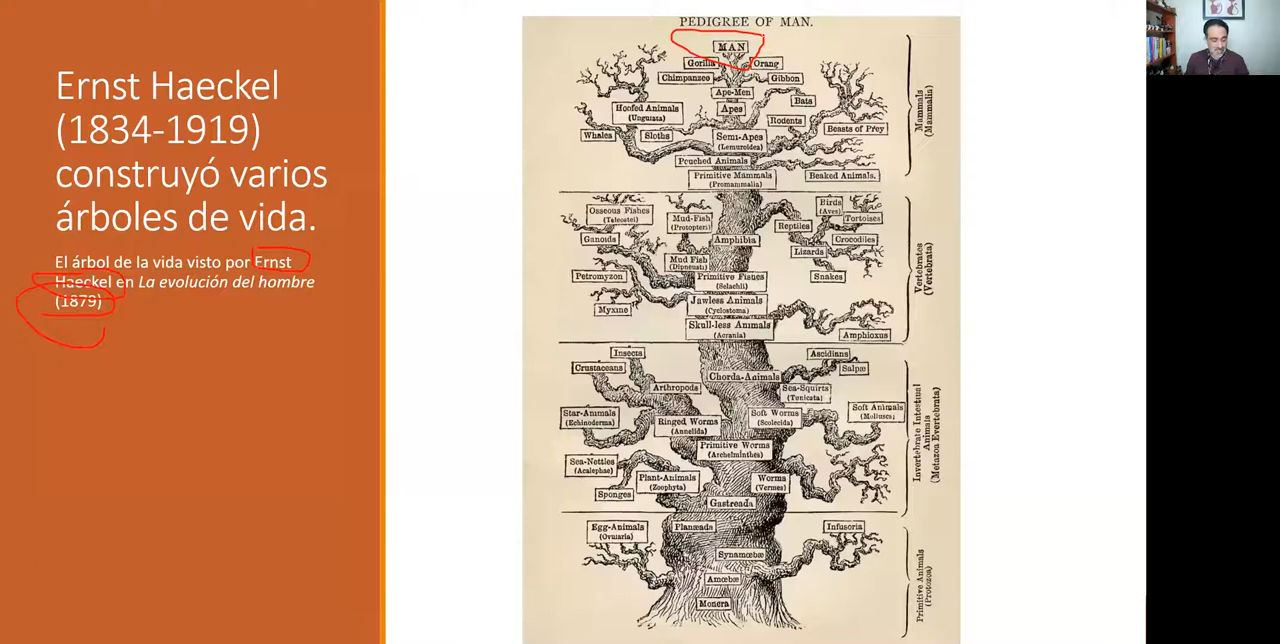 Ernst Haeckel
(1834-1919)
construyó varios
árboles de vida.
El árbol de la vida visto por Ernst
Haeckel en La evolución del hombre
(1879)
PEDIGREE OF MAN.
MAN
Gorilla
Orang
Chimpanzee
Gibbon
Ape-Men
Bats
Hoofed Animals
(Ungulata)
Apes
Rodents
Whales
Sloths
Semi-Apes
(Lemuroidea)
Beasts of Prey
Pouched Animals
Primitive Mammals
(Promammalia)
Beaked Animals.
Mammals
(Mammalia)
Osseous Fishes
(Teleostei)
Mud-Fish
(Protopteri)
Birds
(Aves)
Tortoises
Reptiles
Ganoids
Amphibia
Crocodiles
Lizards
Mud Fish
(Dipneusti)
Petromyzon
Primitive Fishes
(Selachii)
Snakes
Jawless Animals
(Cyclostoma)
Myxine
Skull-less Animals
(Acrania)
Amphioxus
Vertebrates
(Vertebrata)
Insects
Ascidians
Crustaceans
Salpæ
Chorda-Animals
Arthropods
Sea-Squirts
(Tunicata)
Star-Animals
(Echinoderma)
Ringed Worms
(Annelida)
Soft Worms
(Scolecida)
Soft Animals
(Mollusca)
Primitive Worms
(Archelminthes)
Sea-Nettles
(Acalephae)
Plant-Animals
(Zoophyta)
Worms
(Vermes)
Sponges
Gastreada
Invertebrate Intestinal
Animals
(Metazoa Evertebrata)
Egg-Animals
(Ovularia)
Planæada
Infusoria
Synamœbæ
Amœbæ
Monera
Primitive Animals
(Protozoa)